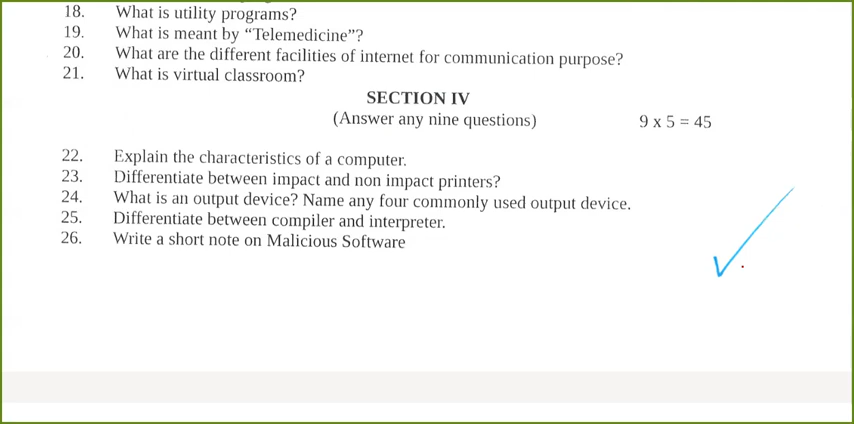 18. What is utility programs?
19. What is meant by “Telemedicine”?
20. What are the different facilities of internet for communication purpose?
21. What is virtual classroom?
SECTION IV
(Answer any nine questions) 9 x 5 = 45
22. Explain the characteristics of a computer.
23. Differentiate between impact and non impact printers?
24. What is an output device? Name any four commonly used output device.
25. Differentiate between compiler and interpreter.
26. Write a short note on Malicious Software